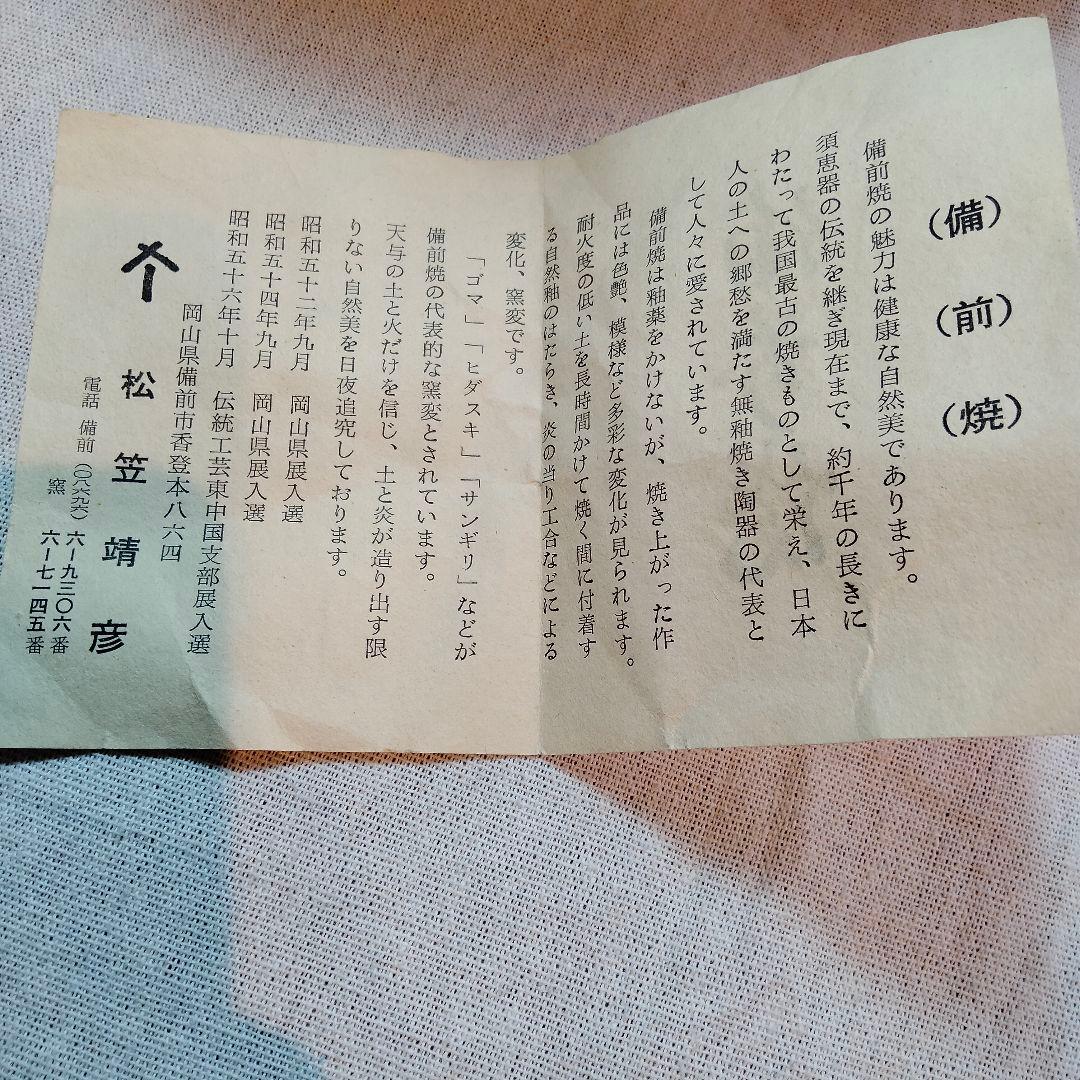 (備)(前)(焼)
備前焼の魅力は健康な自然美であります。
須恵器の伝統を継ぎ現在まで、約千年の長きに
わたって我国最古の焼きものとして栄え、日本
人の土への郷愁を満たす無釉焼き陶器の代表と
して人々に愛されています。
備前焼は釉薬をかけないが、焼き上がった作
品には色艶、模様など多彩な変化が見られます。
耐火度の低い土を長時間かけて焼く間に付着す
る自然釉のはたらき、炎の当り工合などによる
変化、窯変です。
「ゴマ」「ヒダスキ」「サンギリ」などが
備前焼の代表的な窯変とされています。
天与の土と火だけを信じ、土と炎が造り出す限
りない自然美を日夜追究しております。
昭和五十二年九月 岡山県展入選
昭和五十四年九月 岡山県展入選
昭和五十六年十月 伝統工芸東中国支部展入選
岡山県備前市香登本八六四
松笠靖彦
電話 備前(〇八六九六)六ー九三〇六番
窯 六ー七一四五番